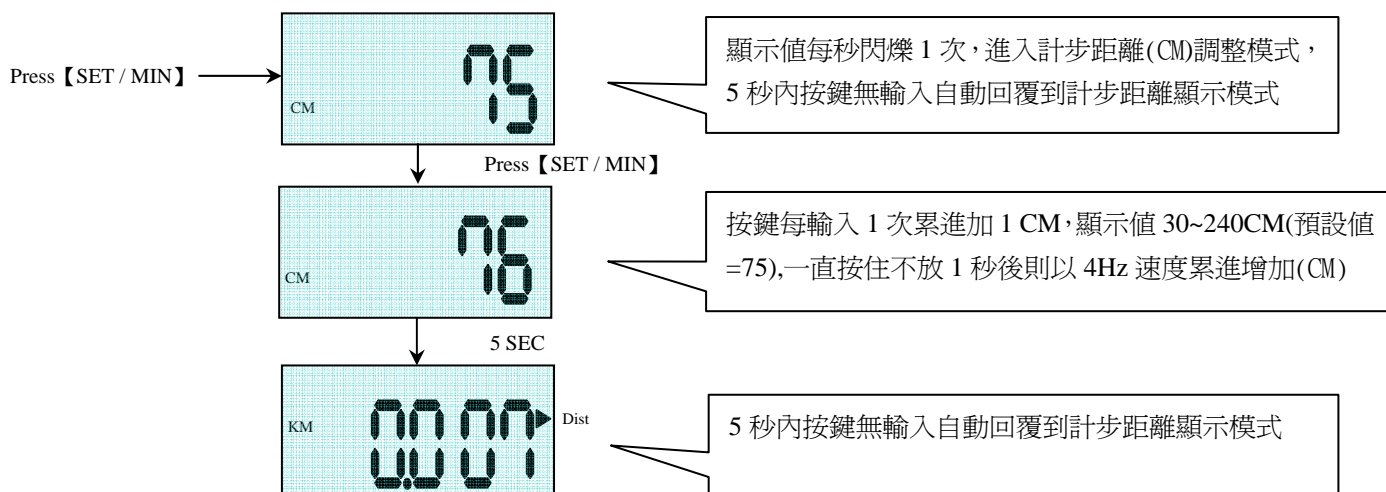 Press【SET / MIN】
75
CM
顯示值每秒閃爍 1 次，進入計步距離(CM)調整模式，
5 秒內按鍵無輸入自動回覆到計步距離顯示模式
Press【SET / MIN】
76
CM
按鍵每輸入 1 次累進加 1 CM，顯示值 30~240CM(預設值
=75),一直按住不放 1 秒後則以 4Hz 速度累進增加(CM)
5 SEC
KM
0.007
Dist
5 秒內按鍵無輸入自動回覆到計步距離顯示模式